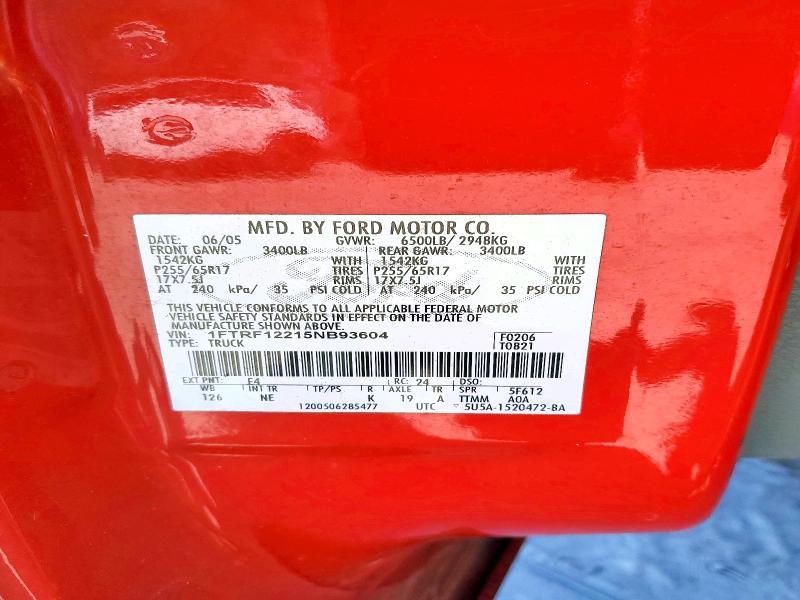 MFD. BY FORD MOTOR CO.
DATE: 06/05 GVWR: 6500LB/ 2948KG
FRONT GAWR: 3400LB REAR GAWR: 3400LB
1542KG WITH 1542KG WITH
P255/65R17 TIRES P255/65R17 TIRES
17X7.5J RIMS 17X7.5J RIMS
AT 240 kPa/ 35 PSI COLD AT 240 kPa/ 35 PSI COLD
THIS VEHICLE CONFORMS TO ALL APPLICABLE FEDERAL MOTOR
VEHICLE SAFETY STANDARDS IN EFFECT ON THE DATE OF
MANUFACTURE SHOWN ABOVE.
VIN: 1FTRF12215NB93604 F0206
TYPE: TRUCK T0821
EXT PNT: E4 RC: 24 DSO:
WB INT TR TP/PS R AXLE TR SPR 5F612
126 NE K 19 A TTMM A0A
1200506285477 UTC 5U5A-1520472-BA